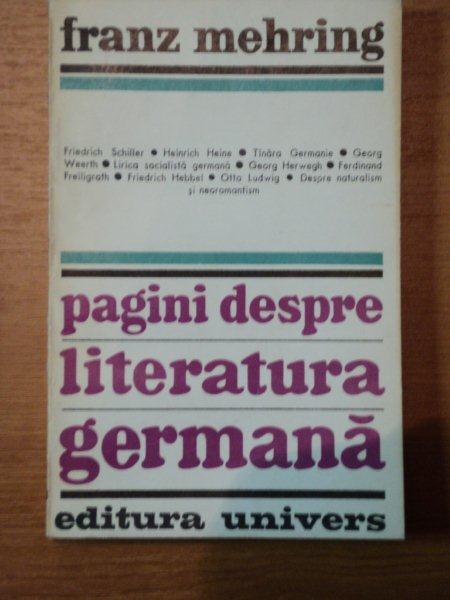 franz mehring
Friedrich Schiller ● Heinrich Heine ● Tînăra Germanie ● Georg
Weerth ● Lirica socialistă germană ● Georg Herwegh ● Ferdinand
Freiligrath ● Friedrich Hebbel ● Otto Ludwig ● Despre naturalism
și neoromantism
pagini despre
literatura
germană
editura univers